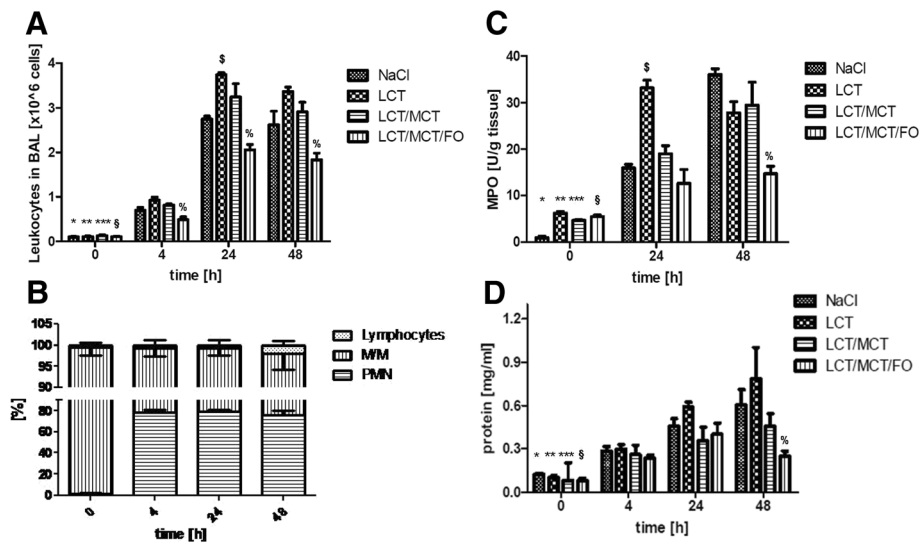 A
Leukocytes in BAL [x10^6 cells]
4
3
2
1
0
* ** *** §
%
$
%
%
0 4 24 48
time [h]
NaCl
LCT
LCT/MCT
LCT/MCT/FO
C
MPO [U/g tissue]
40
30
20
10
0
* ** *** §
$
%
0 24 48
time [h]
NaCl
LCT
LCT/MCT
LCT/MCT/FO
B
[%]
105
100
95
90
80
60
40
20
0
0 4 24 48
time [h]
Lymphocytes
M/M
PMN
D
protein [mg/ml]
1.2
0.9
0.6
0.3
0.0
* ** *** §
%
0 4 24 48
time [h]
NaCl
LCT
LCT/MCT
LCT/MCT/FO